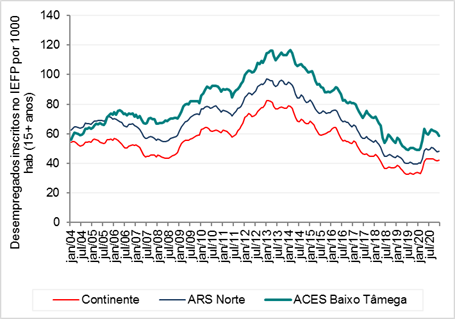 Desempregados inscritos no IEFP por 1000
hab (15+ anos)
140
120
100
80
60
40
20
0
jan/04
jul/04
jan/05
jul/05
jan/06
jul/06
jan/07
jul/07
jan/08
jul/08
jan/09
jul/09
jan/10
jul/10
jan/11
jul/11
jan/12
jul/12
jan/13
jul/13
jan/14
jul/14
jan/15
jul/15
jan/16
jul/16
jan/17
jul/17
jan/18
jul/18
jan/19
jul/19
jan/20
jul/20
Continente
ARS Norte
ACES Baixo Tâmega